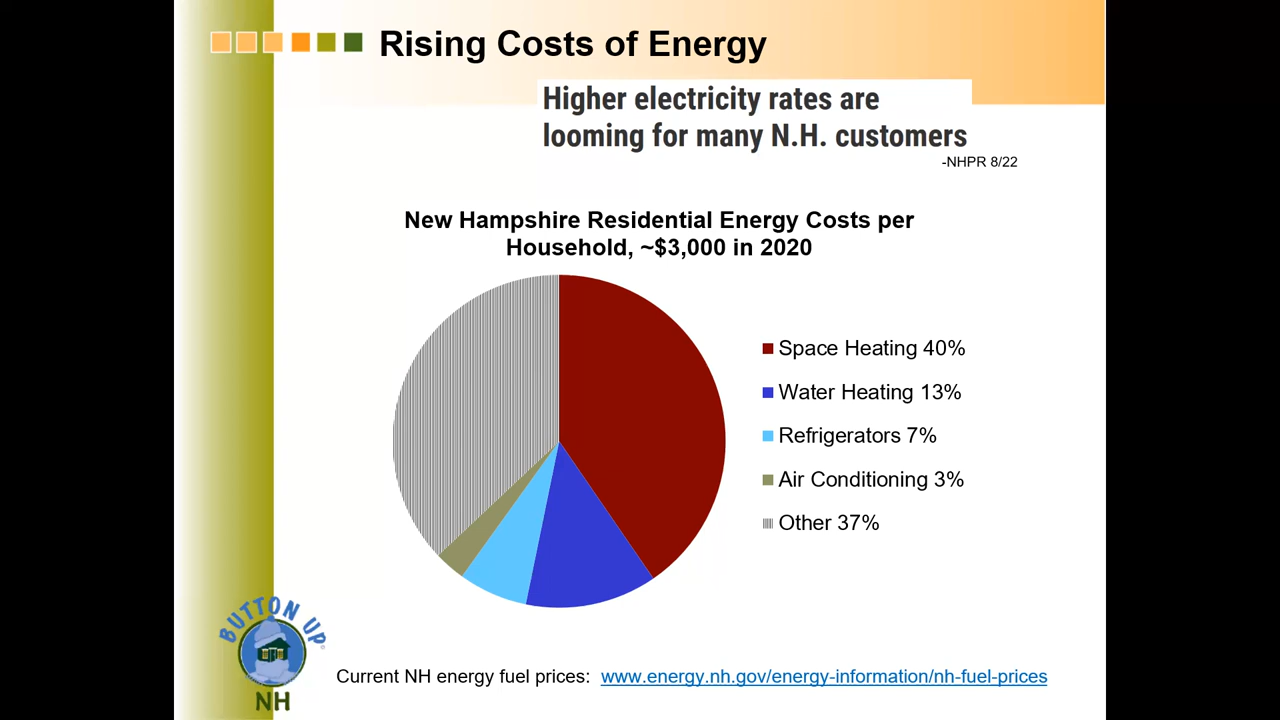 Rising Costs of Energy
Higher electricity rates are
looming for many N.H. customers
-NHPR 8/22
New Hampshire Residential Energy Costs per
Household, ~$3,000 in 2020
Space Heating 40%
Water Heating 13%
Refrigerators 7%
Air Conditioning 3%
Other 37%
BUTTON UP
NH
Current NH energy fuel prices: www.energy.nh.gov/energy-information/nh-fuel-prices